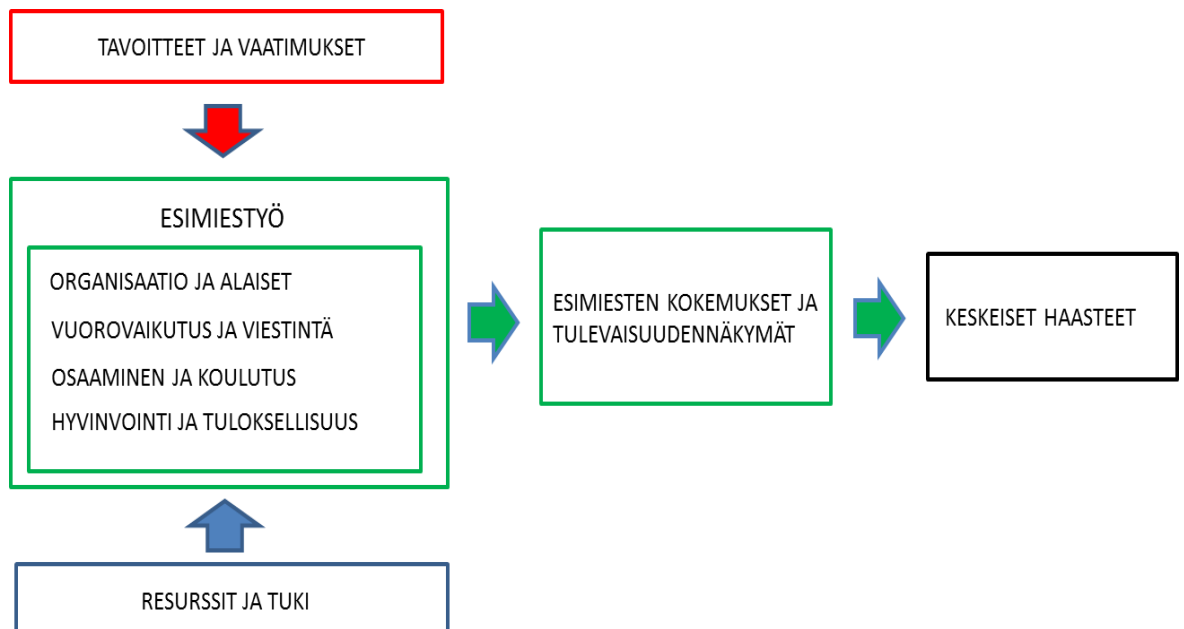 TAVOITTEET JA VAATIMUKSET
ESIMIESTYÖ
ORGANISAATIO JA ALAISET
VUOROVAIKUTUS JA VIESTINTÄ
OSAAMINEN JA KOULUTUS
HYVINVOINTI JA TULOKSELLISUUS
ESIMIESTEN KOKEMUKSET JA
TULEVAISUUDENNÄKYMÄT
KESKEISET HAASTEET
RESURSSIT JA TUKI